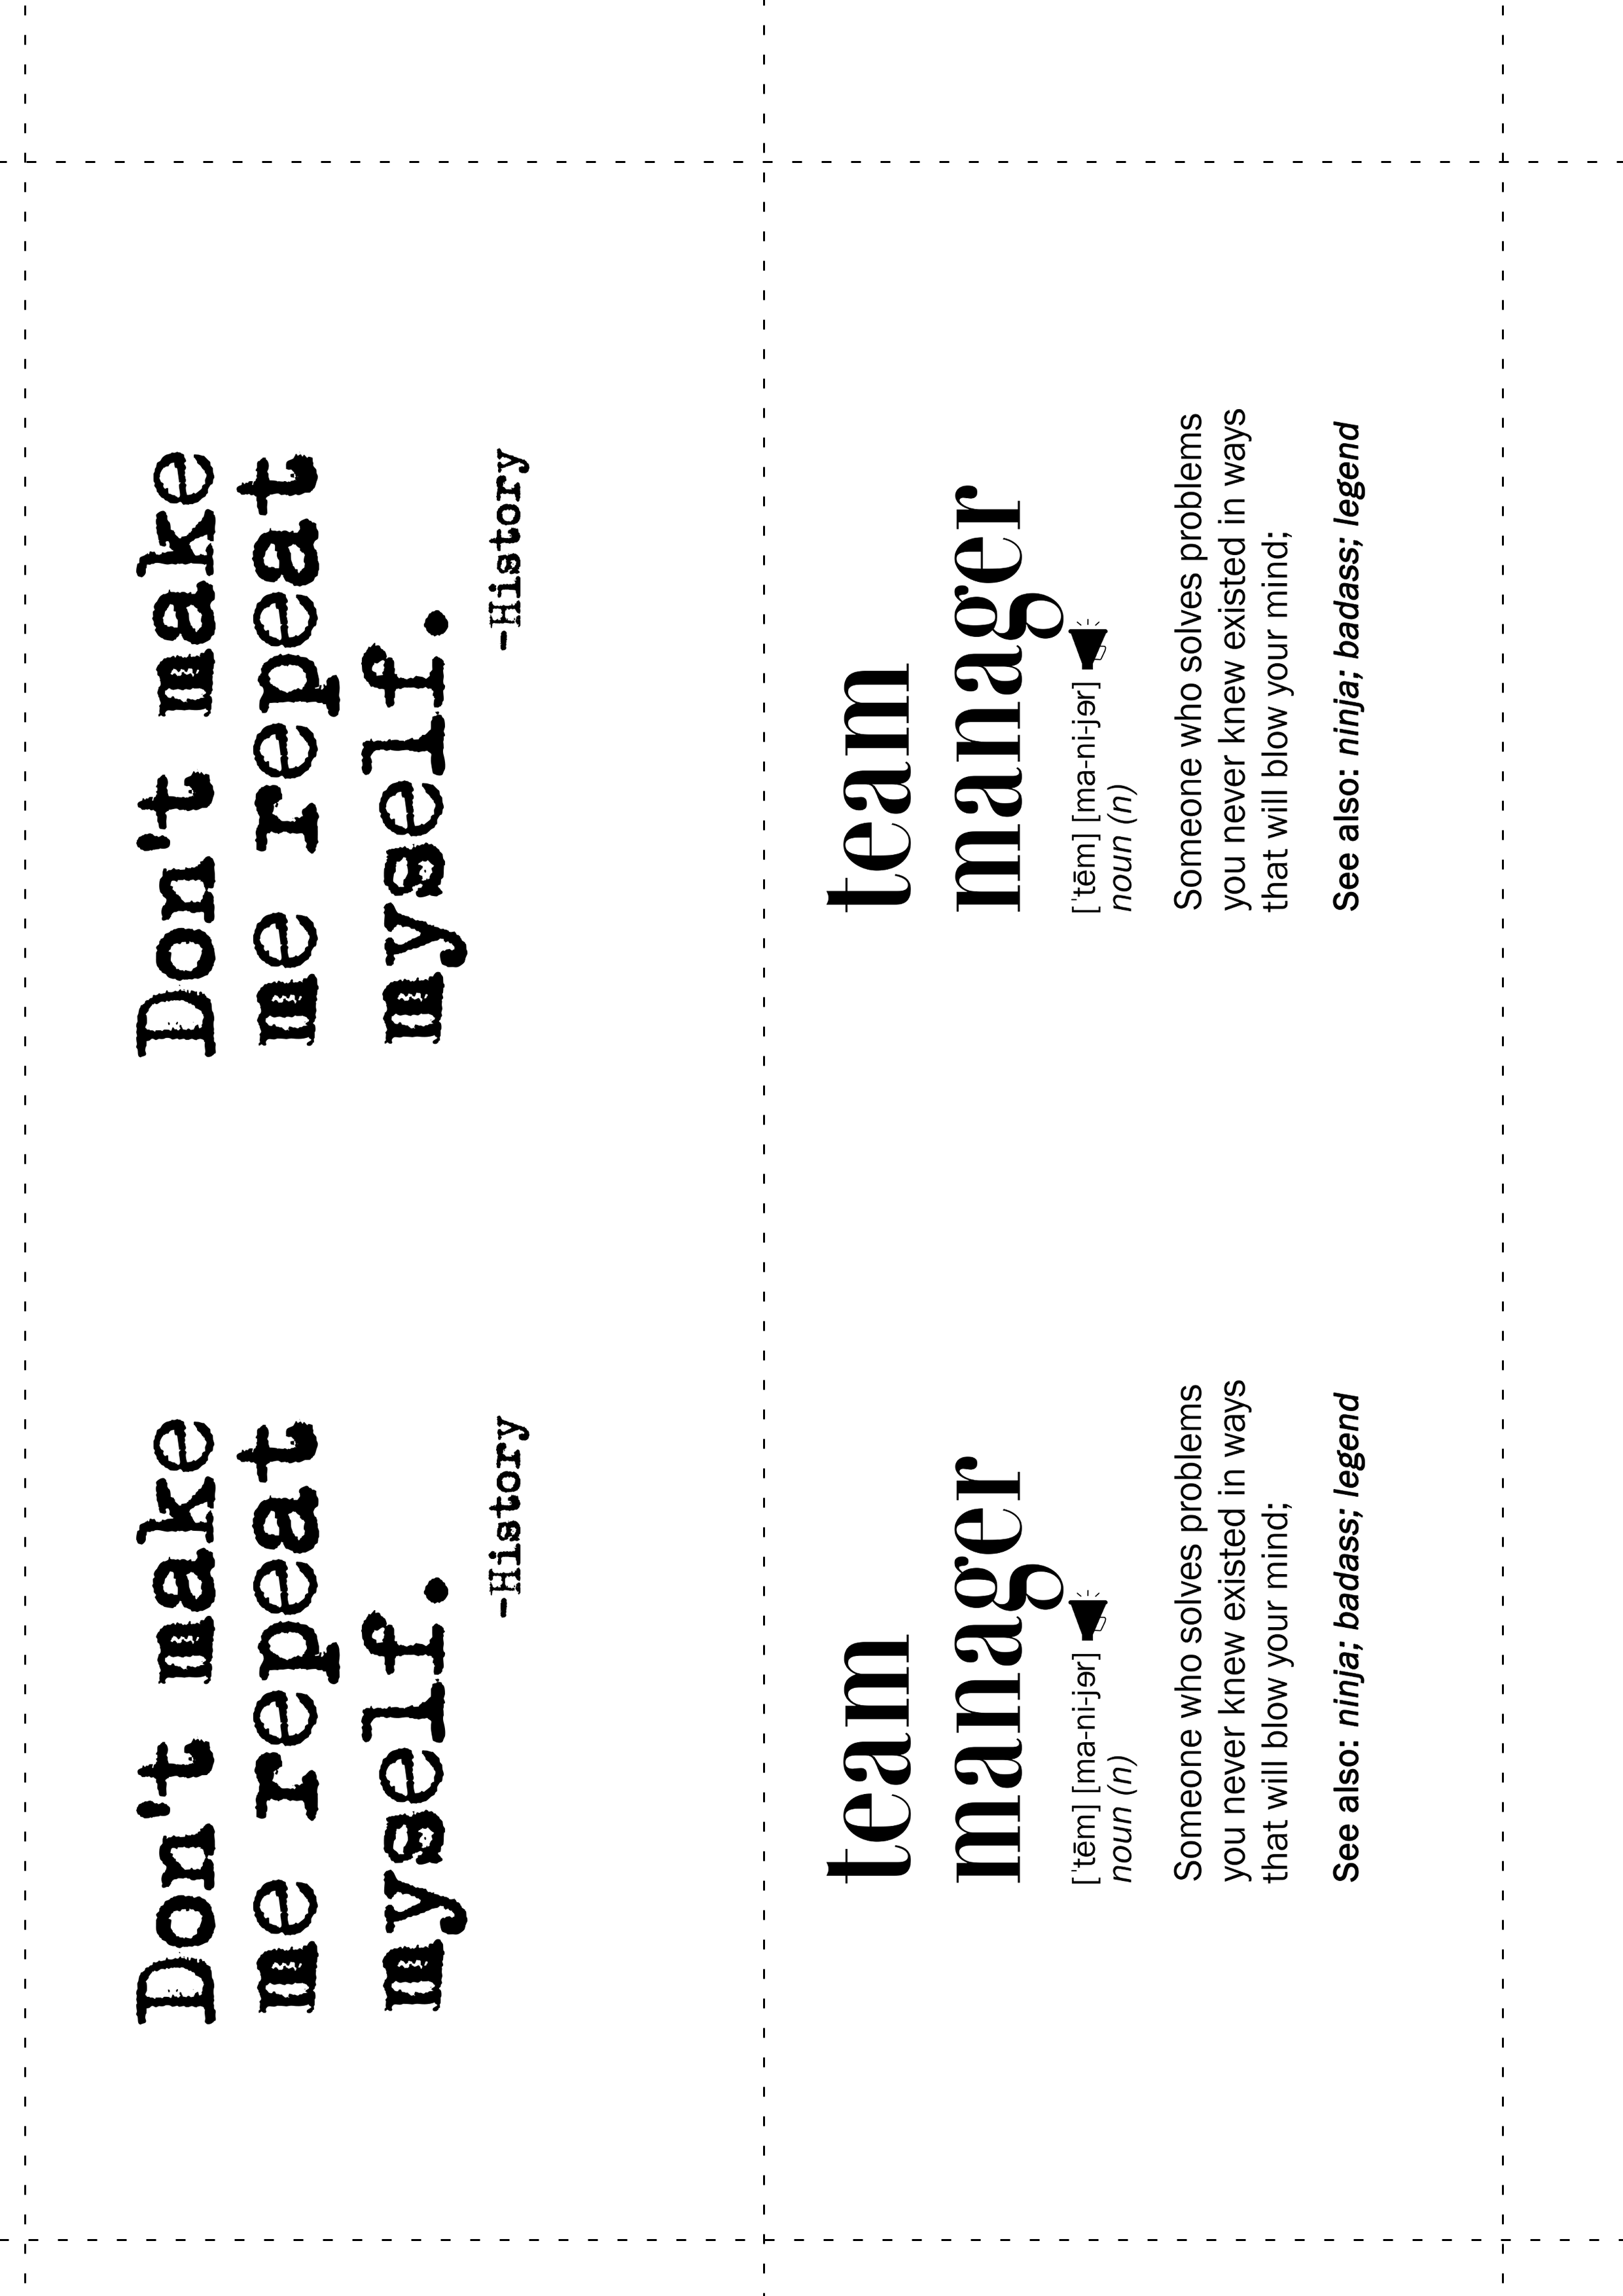 Don't make
me repeat
myself.
-History
Don't make
me repeat
myself.
-History
team
manager
[ˈtēm] [ma-ni-jər]
noun (n)
Someone who solves problems
you never knew existed in ways
that will blow your mind;
See also: ninja; badass; legend
team
manager
[ˈtēm] [ma-ni-jər]
noun (n)
Someone who solves problems
you never knew existed in ways
that will blow your mind;
See also: ninja; badass; legend